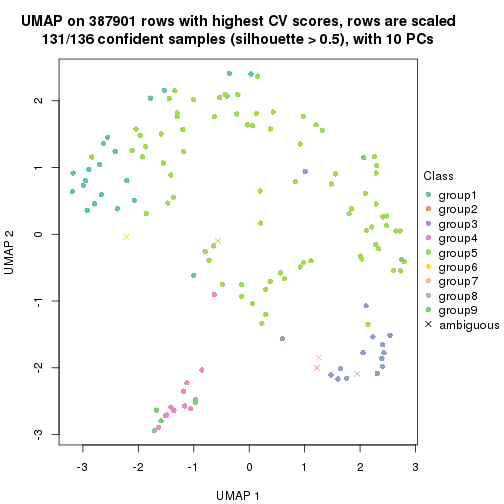 UMAP on 387901 rows with highest CV scores, rows are scaled
131/136 confident samples (silhouette > 0.5), with 10 PCs
UMAP 2
2
1
0
-1
-2
-3
-3
-2
-1
0
1
2
3
UMAP 1
Class
group1
group2
group3
group4
group5
group6
group7
group8
group9
ambiguous